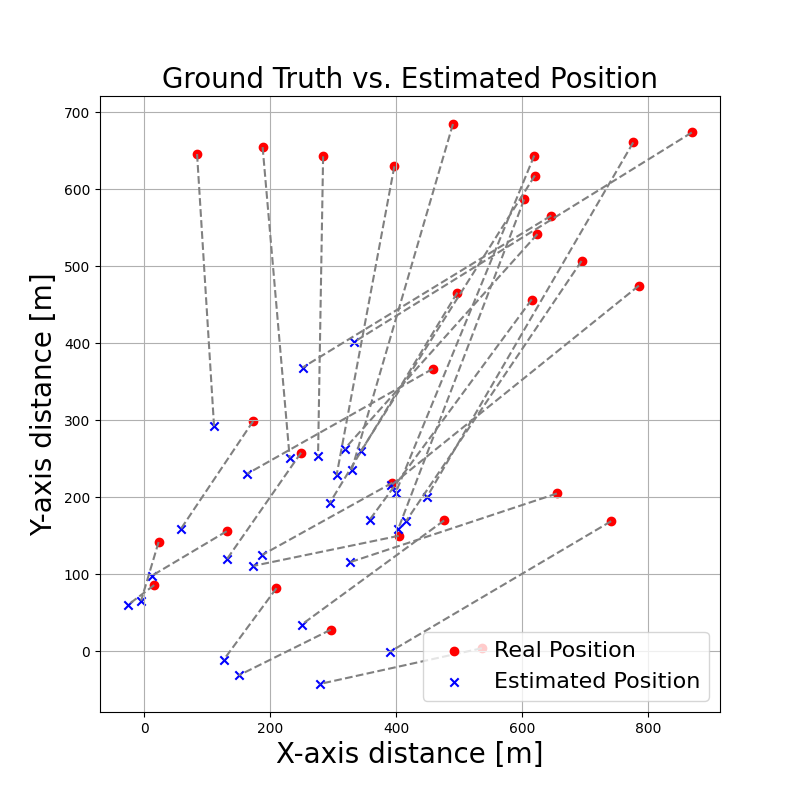 Ground Truth vs. Estimated Position
700
600
500
400
300
200
100
0
Y-axis distance [m]
Real Position
Estimated Position
0 200 400 600 800
X-axis distance [m]